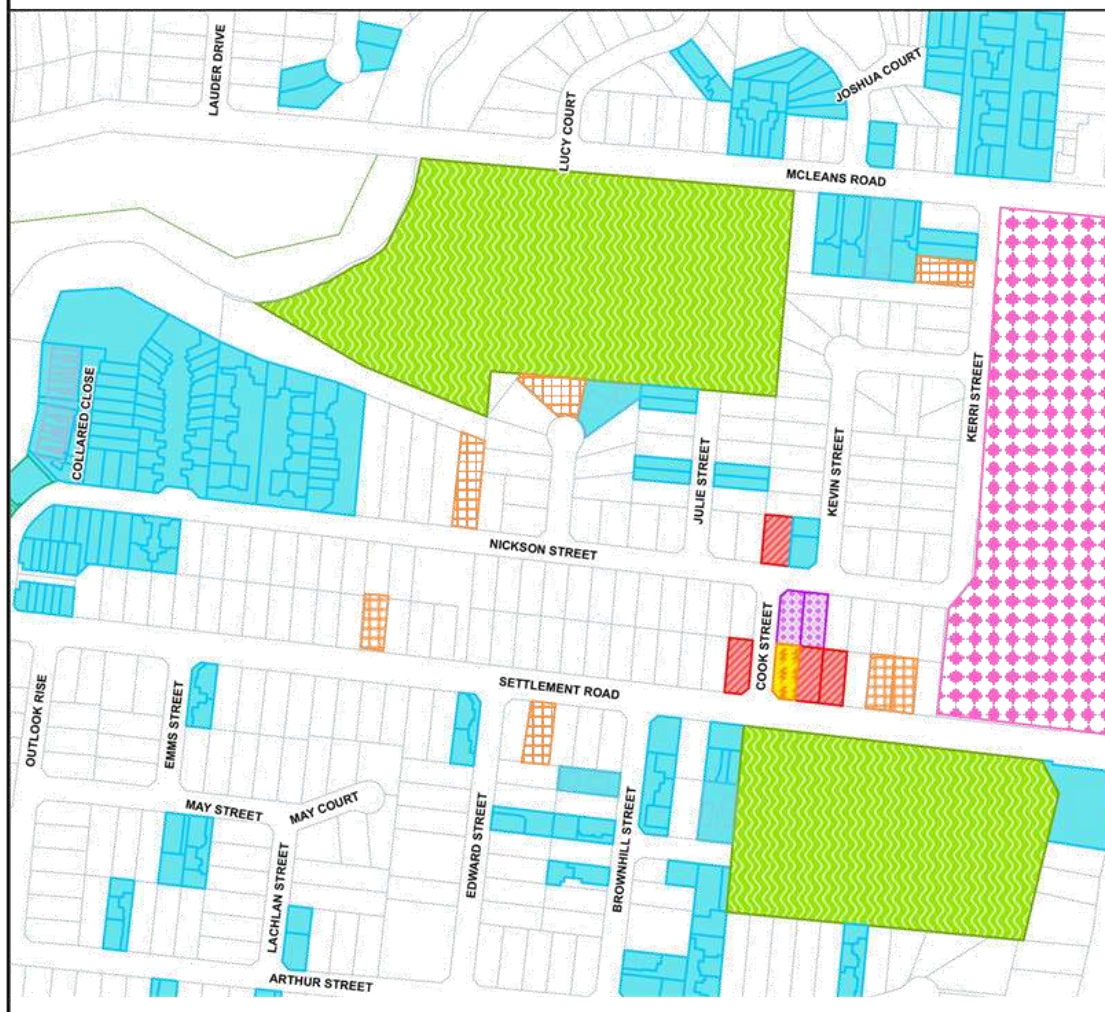 LAUDER DRIVE
LUCY COURT
JOSHUA COURT
MCLEANS ROAD
KERRI STREET
COLLARED CLOSE
JULIE STREET
KEVIN STREET
NICKSON STREET
COOK STREET
SETTLEMENT ROAD
OUTLOOK RISE
EMMS STREET
MAY STREET
MAY COURT
EDWARD STREET
BROWNHILL STREET
LACHLAN STREET
ARTHUR STREET